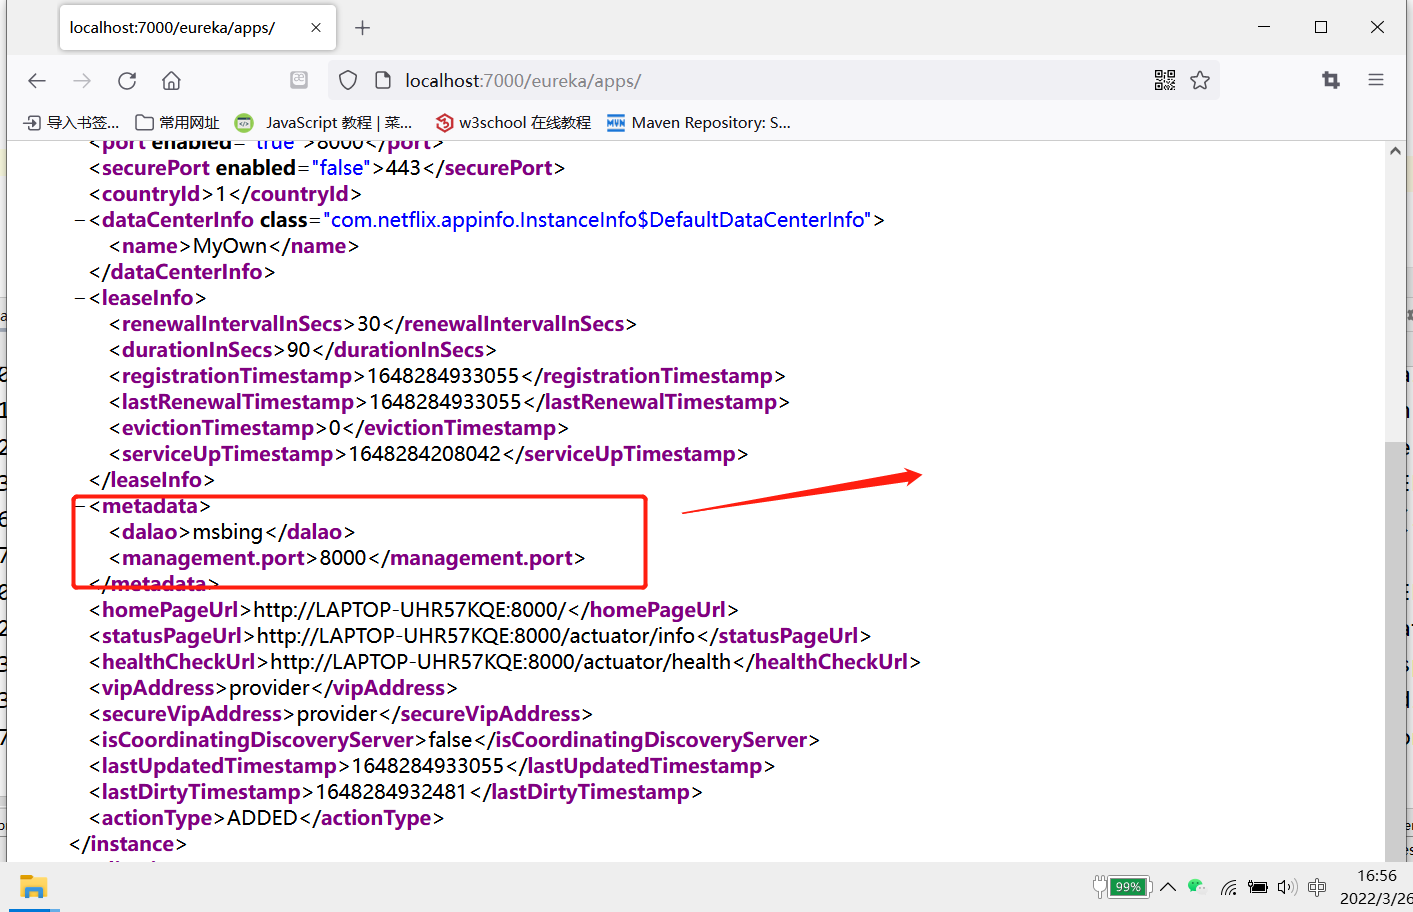 localhost:7000/eureka/apps/
localhost:7000/eureka/apps/
导入书签... 常用网址 JavaScript 教程 | 菜... w3school 在线教程 MVN Maven Repository: S...
<port enabled="true">8000</port>
<securePort enabled="false">443</securePort>
<countryId>1</countryId>
−<dataCenterInfo class="com.netflix.appinfo.InstanceInfo$DefaultDataCenterInfo">
<name>MyOwn</name>
</dataCenterInfo>
−<leaseInfo>
<renewalIntervalInSecs>30</renewalIntervalInSecs>
<durationInSecs>90</durationInSecs>
<registrationTimestamp>1648284933055</registrationTimestamp>
<lastRenewalTimestamp>1648284933055</lastRenewalTimestamp>
<evictionTimestamp>0</evictionTimestamp>
<serviceUpTimestamp>1648284208042</serviceUpTimestamp>
</leaseInfo>
−<metadata>
<dalao>msbing</dalao>
<management.port>8000</management.port>
</metadata>
<homePageUrl>http://LAPTOP-UHR57KQE:8000/</homePageUrl>
<statusPageUrl>http://LAPTOP-UHR57KQE:8000/actuator/info</statusPageUrl>
<healthCheckUrl>http://LAPTOP-UHR57KQE:8000/actuator/health</healthCheckUrl>
<vipAddress>provider</vipAddress>
<secureVipAddress>provider</secureVipAddress>
<isCoordinatingDiscoveryServer>false</isCoordinatingDiscoveryServer>
<lastUpdatedTimestamp>1648284933055</lastUpdatedTimestamp>
<lastDirtyTimestamp>1648284932481</lastDirtyTimestamp>
<actionType>ADDED</actionType>
</instance>
99% 中 16:56
2022/3/26